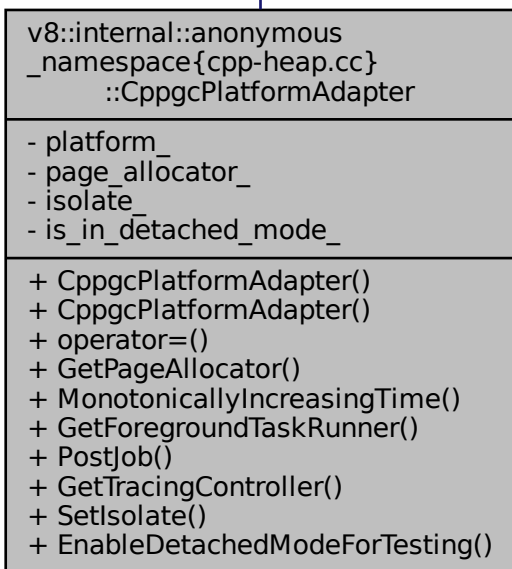 v8::internal::anonymous
_namespace{cpp-heap.cc}
::CppgcPlatformAdapter
- platform_
- page_allocator_
- isolate_
- is_in_detached_mode_
+ CppgcPlatformAdapter()
+ CppgcPlatformAdapter()
+ operator=()
+ GetPageAllocator()
+ MonotonicallyIncreasingTime()
+ GetForegroundTaskRunner()
+ PostJob()
+ GetTracingController()
+ SetIsolate()
+ EnableDetachedModeForTesting()